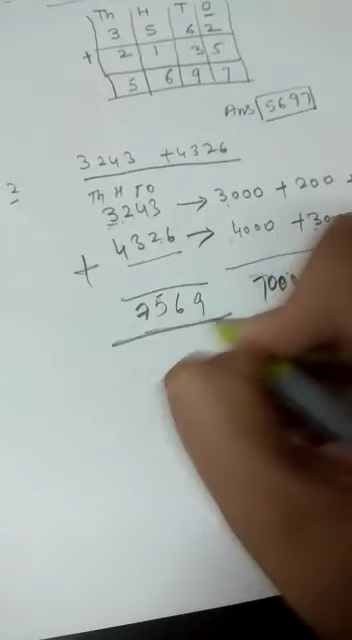 Th H T O
3 5 6 2
+ 2 1 3 5
5 6 9 7
Ans 5697
3243 +4326
2 Th H T O
3243 → 3000 + 200 +
+ 4326 → 4000 +
7569 700